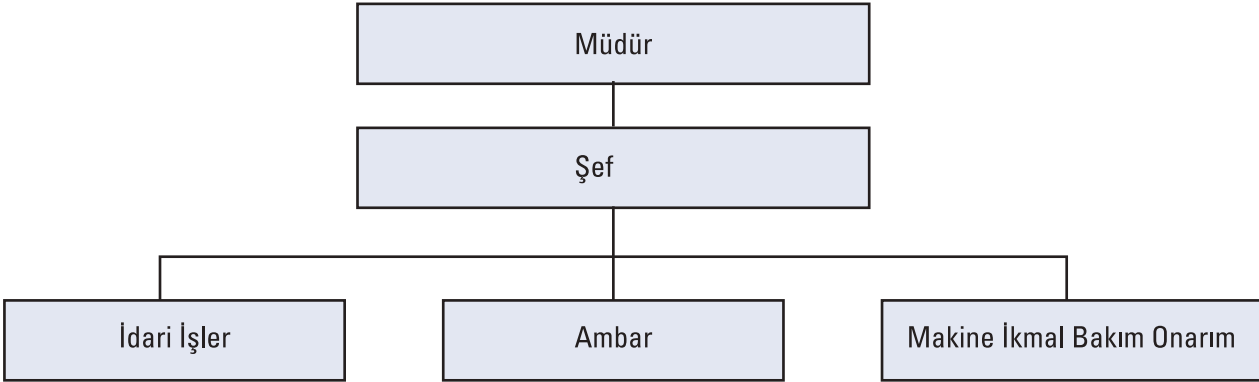 Müdür
Şef
İdari İşler
Ambar
Makine İkmal Bakım Onarım